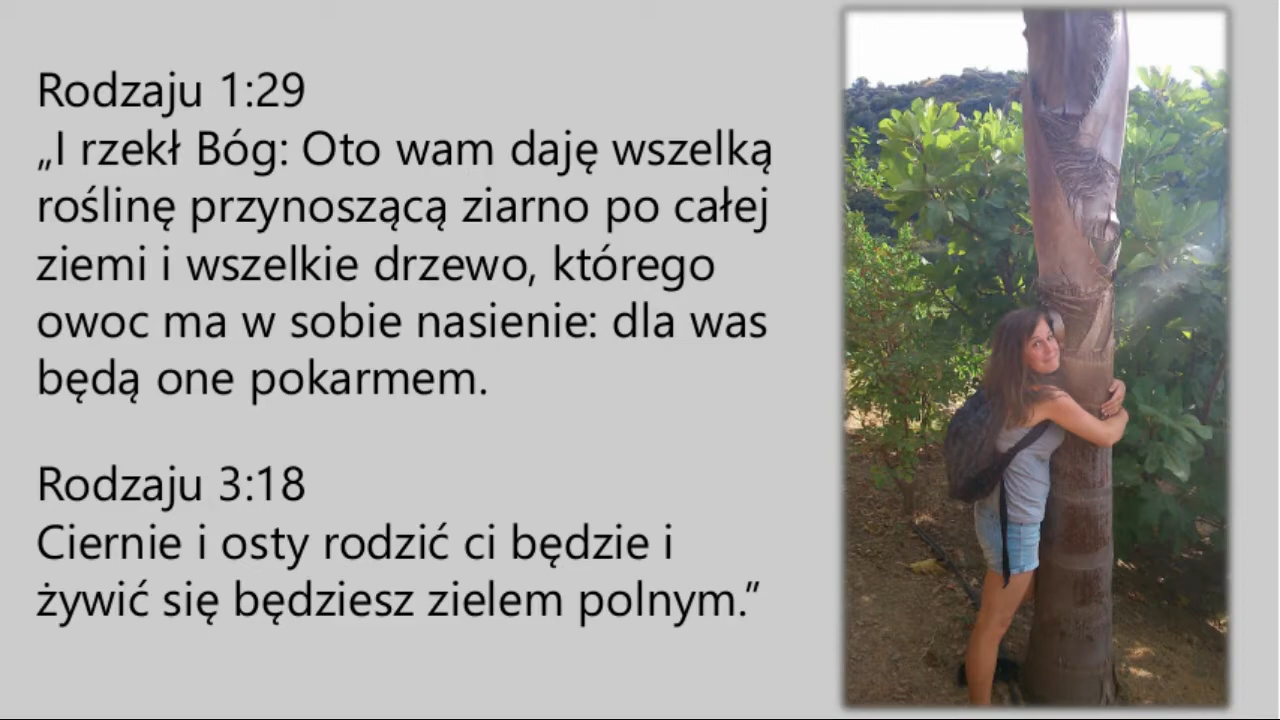 Rodzaju 1:29
„I rzekł Bóg: Oto wam daję wszelką
roślinę przynoszącą ziarno po całej
ziemi i wszelkie drzewo, którego
owoc ma w sobie nasienie: dla was
będą one pokarmem.
Rodzaju 3:18
Ciernie i osty rodzić ci będzie i
żywić się będziesz zielem polnym.”